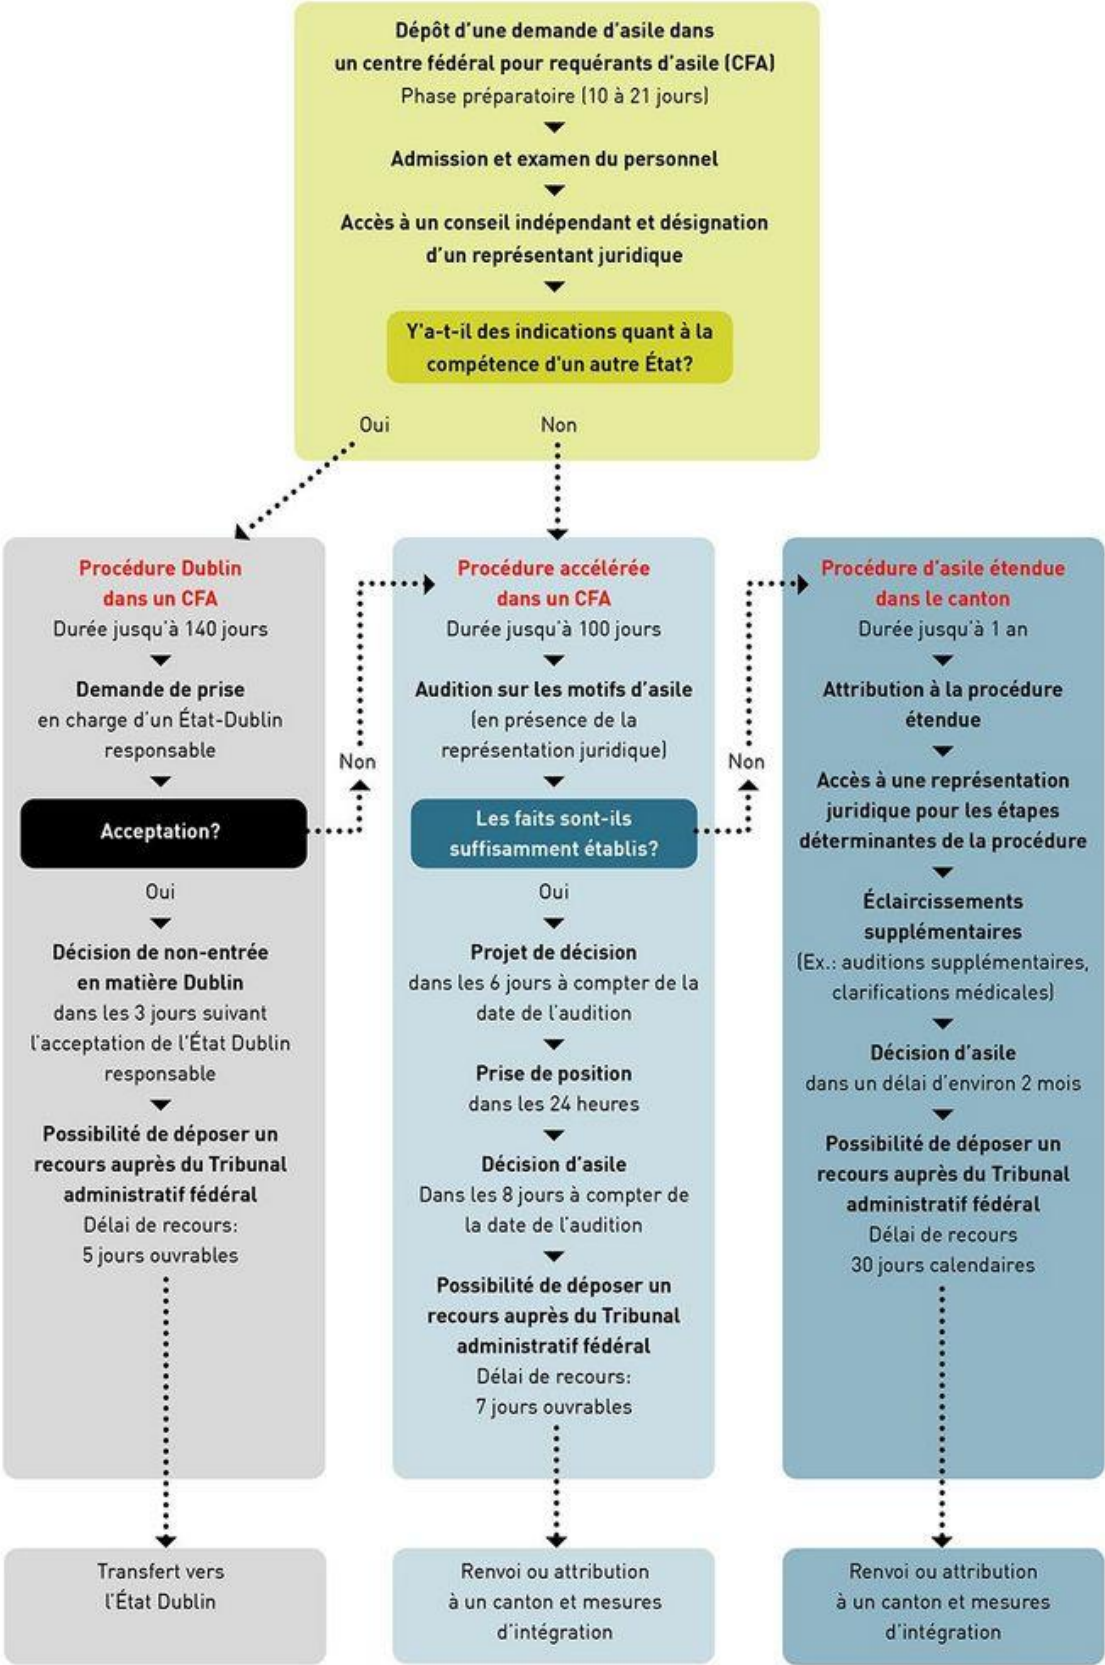 Dépôt d'une demande d'asile dans
un centre fédéral pour requérants d'asile (CFA)
Phase préparatoire (10 à 21 jours)
Admission et examen du personnel
Accès à un conseil indépendant et désignation
d'un représentant juridique
Y'a-t-il des indications quant à la
compétence d'un autre État?
Oui
Non
Procédure Dublin
dans un CFA
Durée jusqu'à 140 jours
Demande de prise
en charge d'un État-Dublin
responsable
Acceptation?
Non
Oui
Décision de non-entrée
en matière Dublin
dans les 3 jours suivant
l'acceptation de l'État Dublin
responsable
Possibilité de déposer un
recours auprès du Tribunal
administratif fédéral
Délai de recours:
5 jours ouvrables
Transfert vers
l'État Dublin
Procédure accélérée
dans un CFA
Durée jusqu'à 100 jours
Audition sur les motifs d'asile
(en présence de la
représentation juridique)
Les faits sont-ils
suffisamment établis?
Non
Oui
Projet de décision
dans les 6 jours à compter de la
date de l'audition
Prise de position
dans les 24 heures
Décision d'asile
Dans les 8 jours à compter de
la date de l'audition
Possibilité de déposer un
recours auprès du Tribunal
administratif fédéral
Délai de recours:
7 jours ouvrables
Renvoi ou attribution
à un canton et mesures
d'intégration
Procédure d'asile étendue
dans le canton
Durée jusqu'à 1 an
Attribution à la procédure
étendue
Accès à une représentation
juridique pour les étapes
déterminantes de la procédure
Éclaircissements
supplémentaires
(Ex.: auditions supplémentaires,
clarifications médicales)
Décision d'asile
dans un délai d'environ 2 mois
Possibilité de déposer un
recours auprès du Tribunal
administratif fédéral
Délai de recours
30 jours calendaires
Renvoi ou attribution
à un canton et mesures
d'intégration